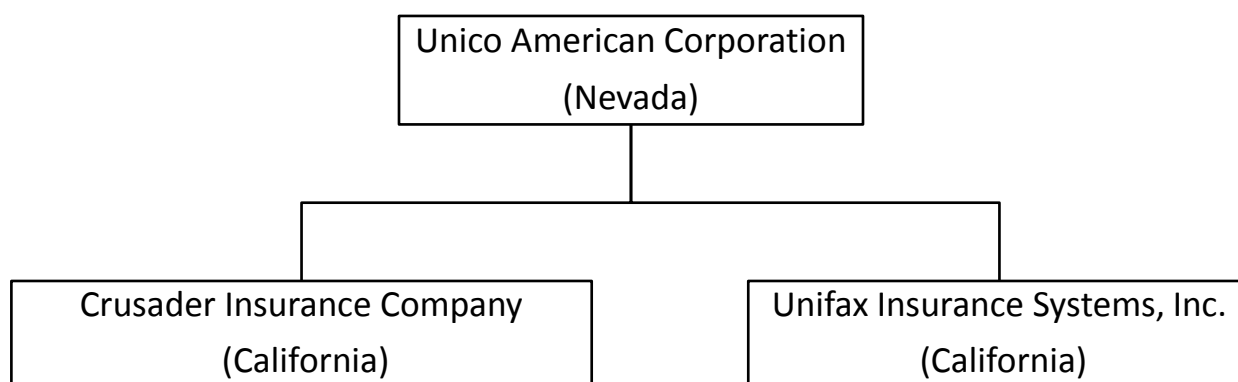 Unico American Corporation
(Nevada)
Crusader Insurance Company
(California)
Unifax Insurance Systems, Inc.
(California)